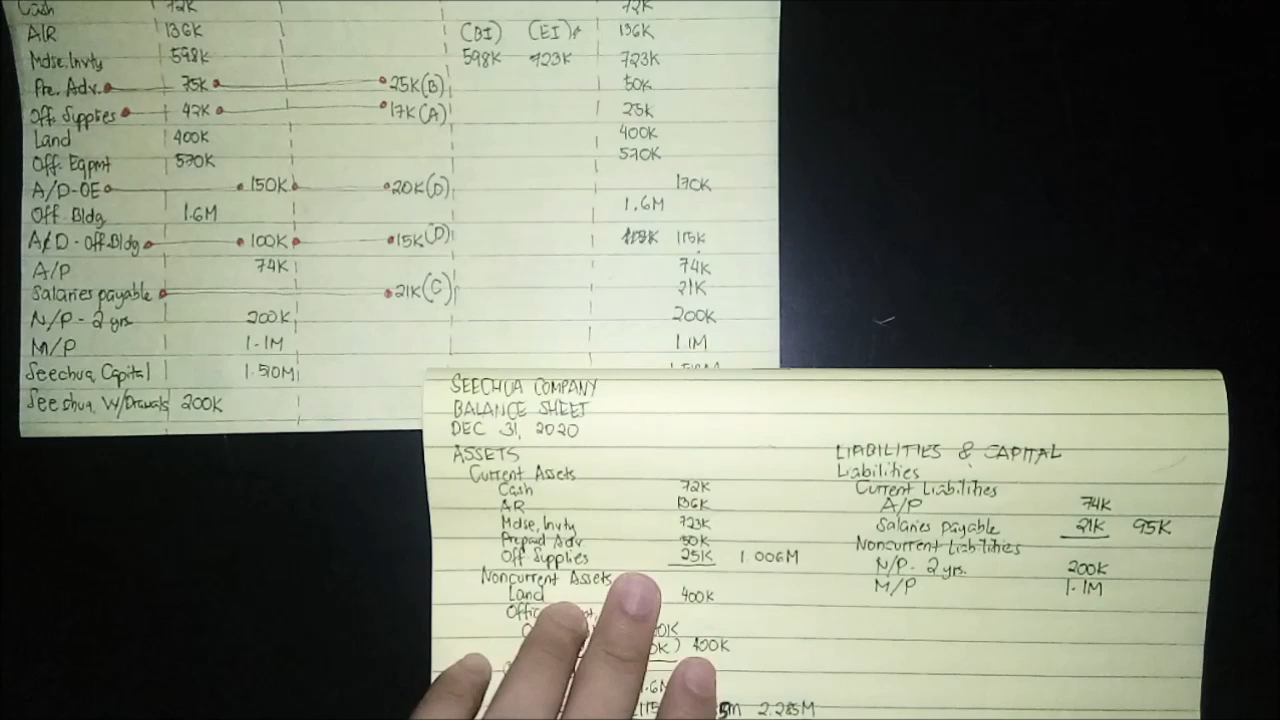 Cash 72K 72K
A/R 136K (BI) (EI) 136K
Mdse, Invty 598K 598K 723K 723K
Pre. Adv. 75K 25K (B) 50K
Off. Supplies 42K 17K (A) 25K
Land 400K 400K
Off. Eqpmt 570K 570K
A/D-OE 150K 20K (D) 170K
Off. Bldg 1.6M 1.6M
A/D - Off. Bldg 100K 15K (D) 115K
A/P 74K 74K
Salaries payable 21K (C) 21K
N/P - 2 yrs. 200K 200K
M/P 1.1M 1.1M
Seechua, Capital 1.510M
Seechua, W/Drawals 200K
SEECHUA COMPANY
BALANCE SHEET
DEC 31, 2020
ASSETS LIABILITIES & CAPITAL
Liabilities
Current Assets
Current Liabilities
Cash 72K
A/P 74K
AR 136K
Mdse, Invty 723K
Salaries Payable 21K 95K
Prepaid Adv 50K
Noncurrent Liabilities
Off. Supplies 25K 1.006M
N/P- 2 yrs. 200K
Noncurrent Assets
M/P 1.1M
Land 400K
400K
2.285M